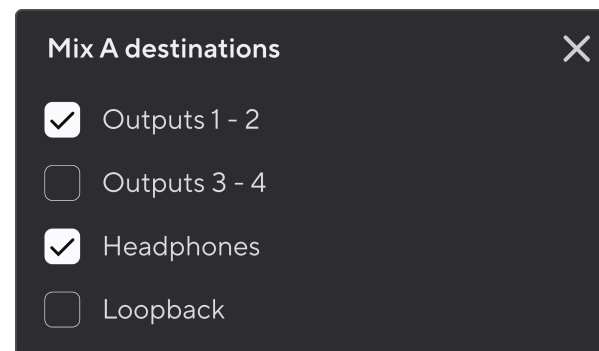 Mix A destinations
Outputs 1 - 2
Outputs 3 - 4
Headphones
Loopback